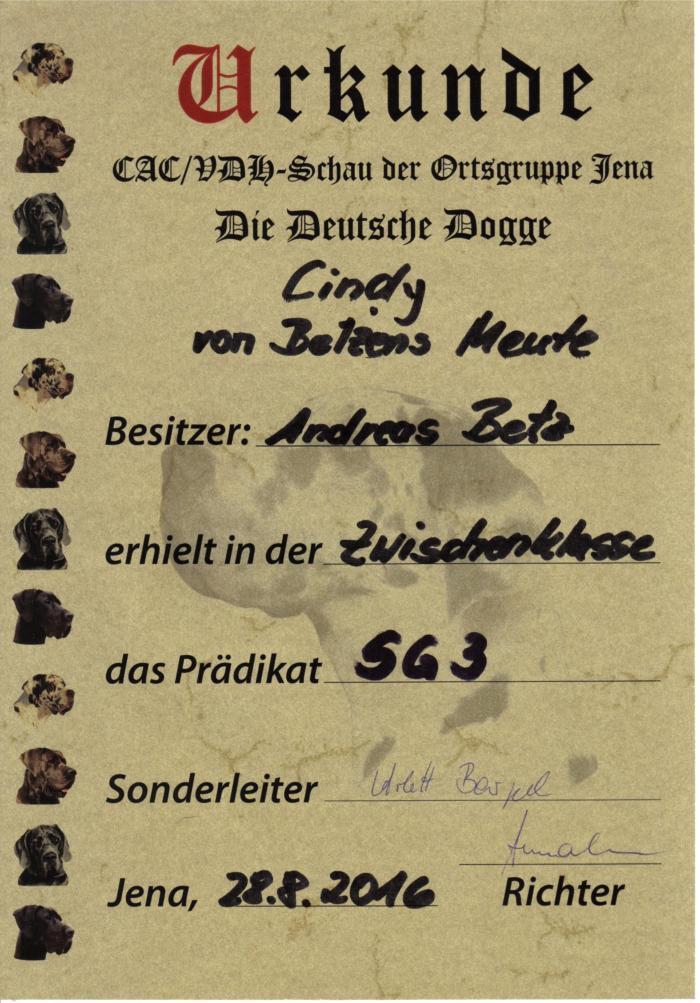 Urkunde
CAC/VDH-Schau der Ortsgruppe Jena
Die Deutsche Dogge
Cindy
von Betzens Meute
Besitzer: Andreas Betz
erhielt in der Zwischenklasse
das Prädikat SG 3
Sonderleiter
Jena, 28.8.2016 Richter